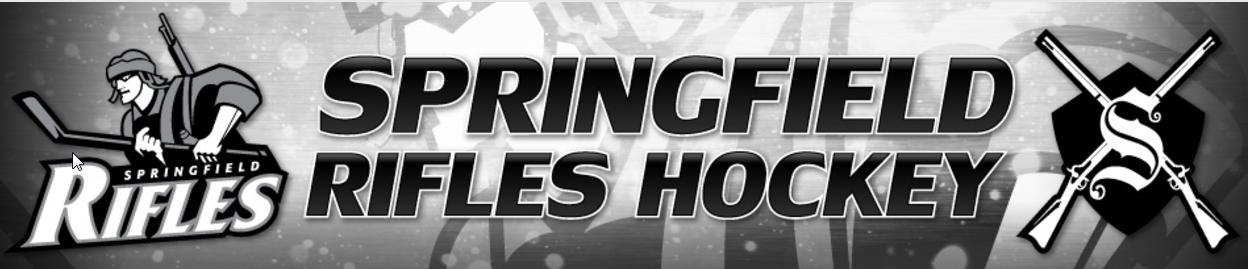 SPRINGFIELD
RIFLES
SPRINGFIELD
RIFLES HOCKEY
S